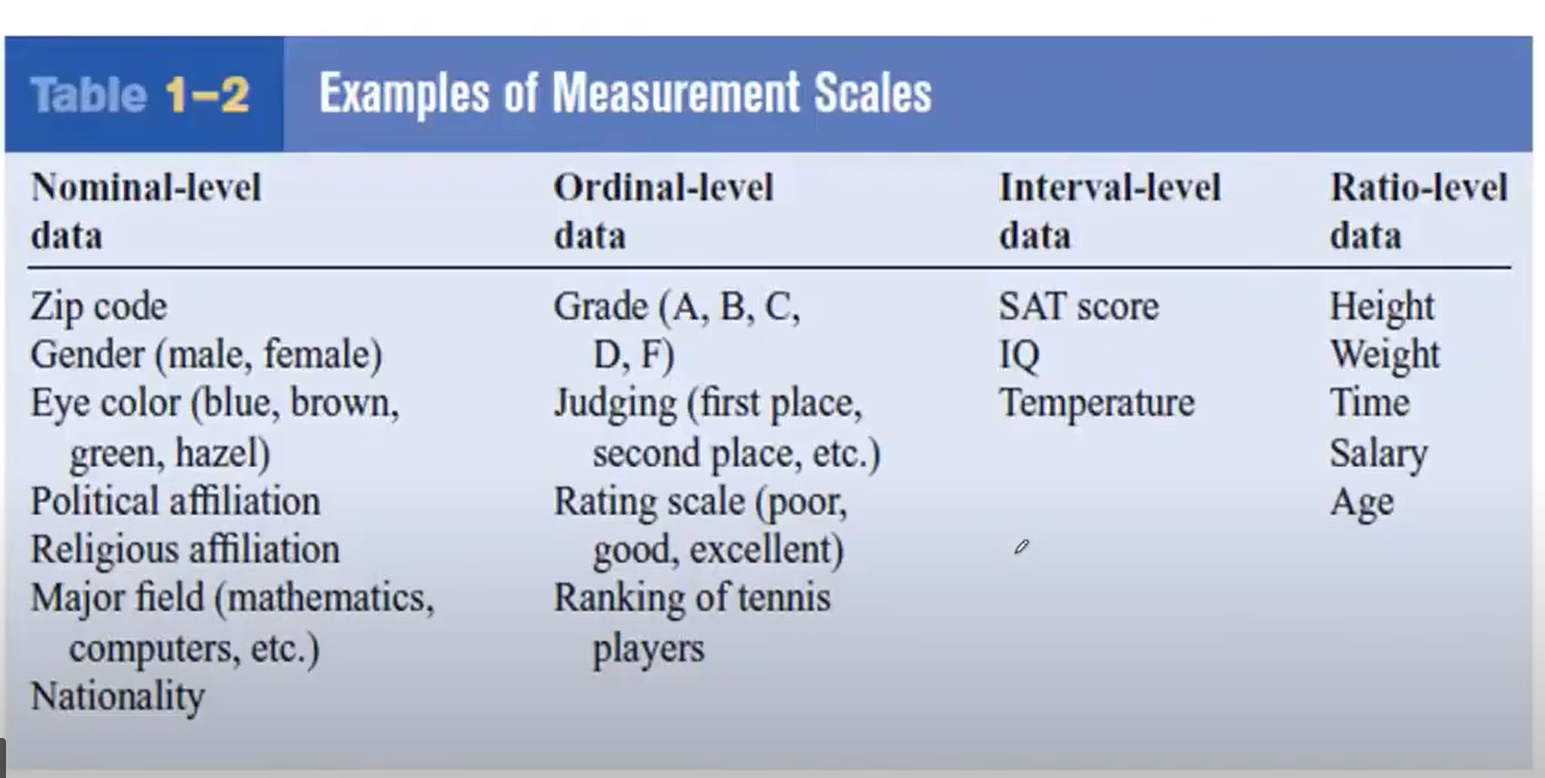 Table 1–2 Examples of Measurement Scales
Nominal-level
data
Ordinal-level
data
Interval-level
data
Ratio-level
data
Zip code
Gender (male, female)
Eye color (blue, brown,
green, hazel)
Political affiliation
Religious affiliation
Major field (mathematics,
computers, etc.)
Nationality
Grade (A, B, C,
D, F)
Judging (first place,
second place, etc.)
Rating scale (poor,
good, excellent)
Ranking of tennis
players
SAT score
IQ
Temperature
Height
Weight
Time
Salary
Age